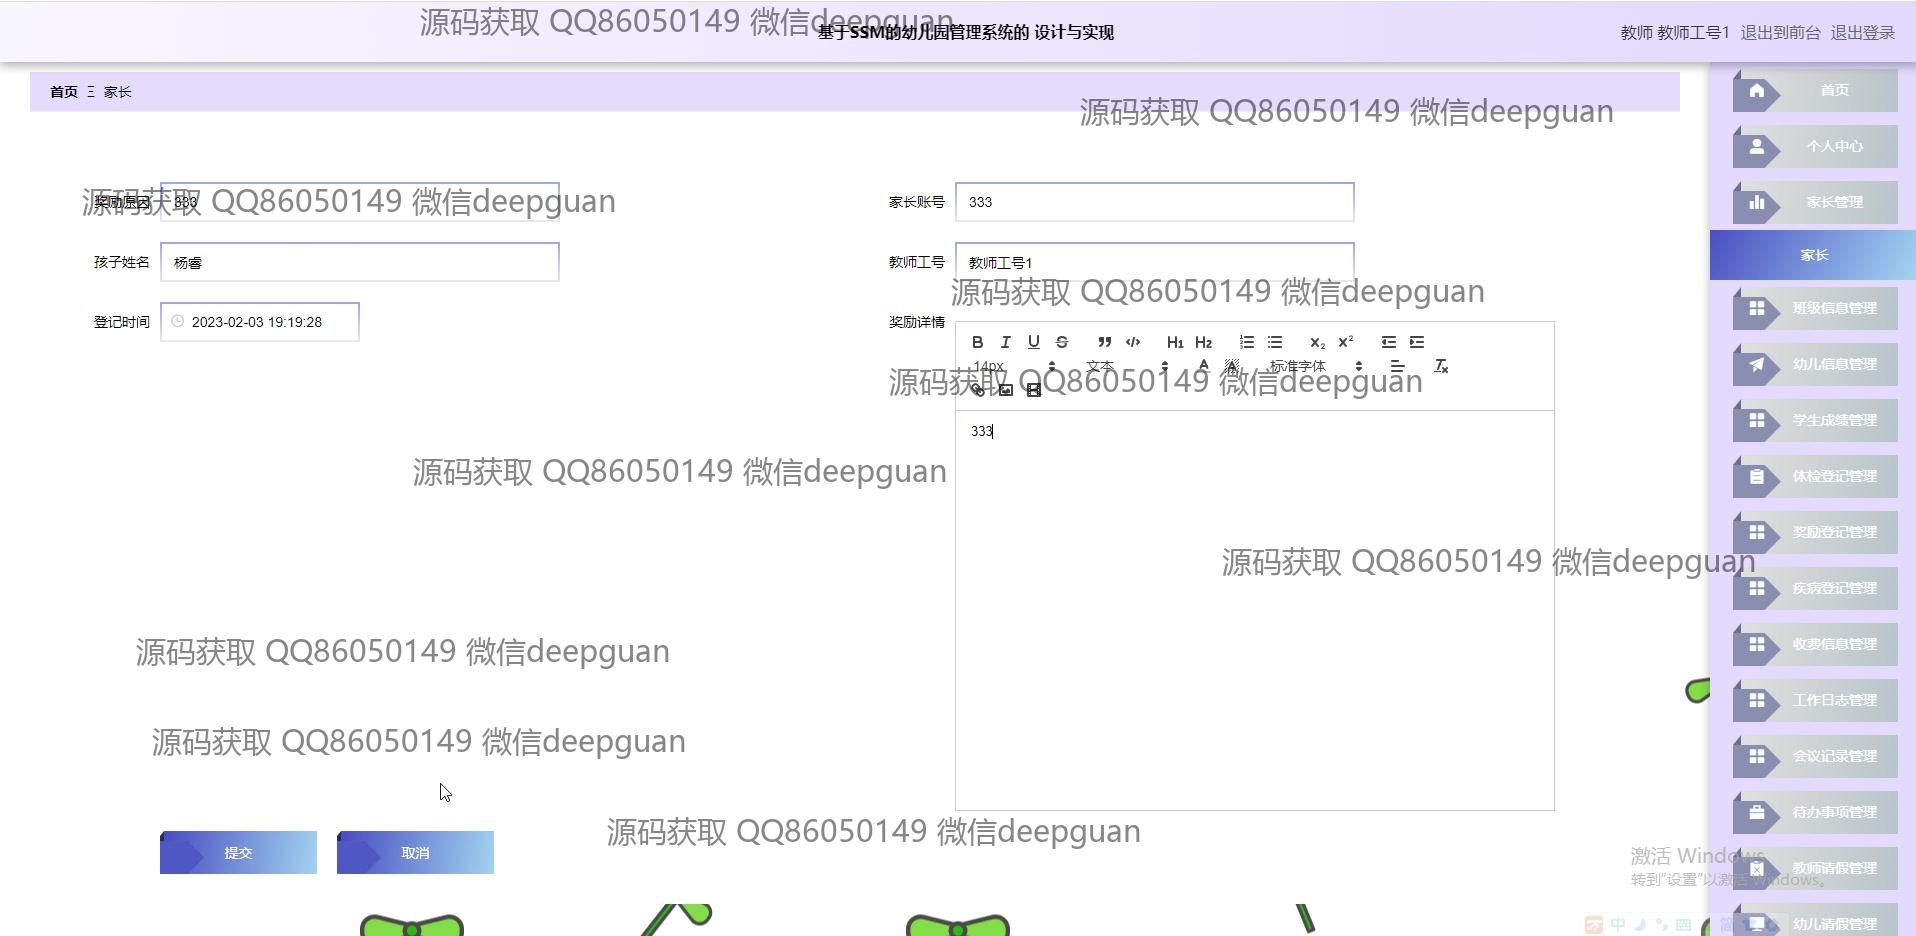 源码获取 QQ86050149 微信deepguan
基于SSM的幼儿园管理系统的 设计与实现
教师 教师工号1 退出到前台 退出登录
首页 Ξ 家长
源码获取 QQ86050149 微信deepguan
奖励原因 333
源码获取 QQ86050149 微信deepguan
家长账号 333
孩子姓名 杨睿
教师工号 教师工号1
源码获取 QQ86050149 微信deepguan
登记时间 2023-02-03 19:19:28
奖励详情
B I U S H1 H2 x₂ x²
14px 文本 A A 标准字体
源码获取 QQ86050149 微信deepguan
333
源码获取 QQ86050149 微信deepguan
源码获取 QQ86050149 微信deepguan
源码获取 QQ86050149 微信deepguan
源码获取 QQ86050149 微信deepguan
源码获取 QQ86050149 微信deepguan
提交 取消
首页
个人中心
家长管理
家长
班级信息管理
幼儿信息管理
学生成绩管理
体检登记管理
奖励登记管理
疾病登记管理
收费信息管理
工作日志管理
会议记录管理
待办事项管理
教师请假管理
幼儿请假管理
激活 Windows
转到“设置”以激活 Windows。
中 简